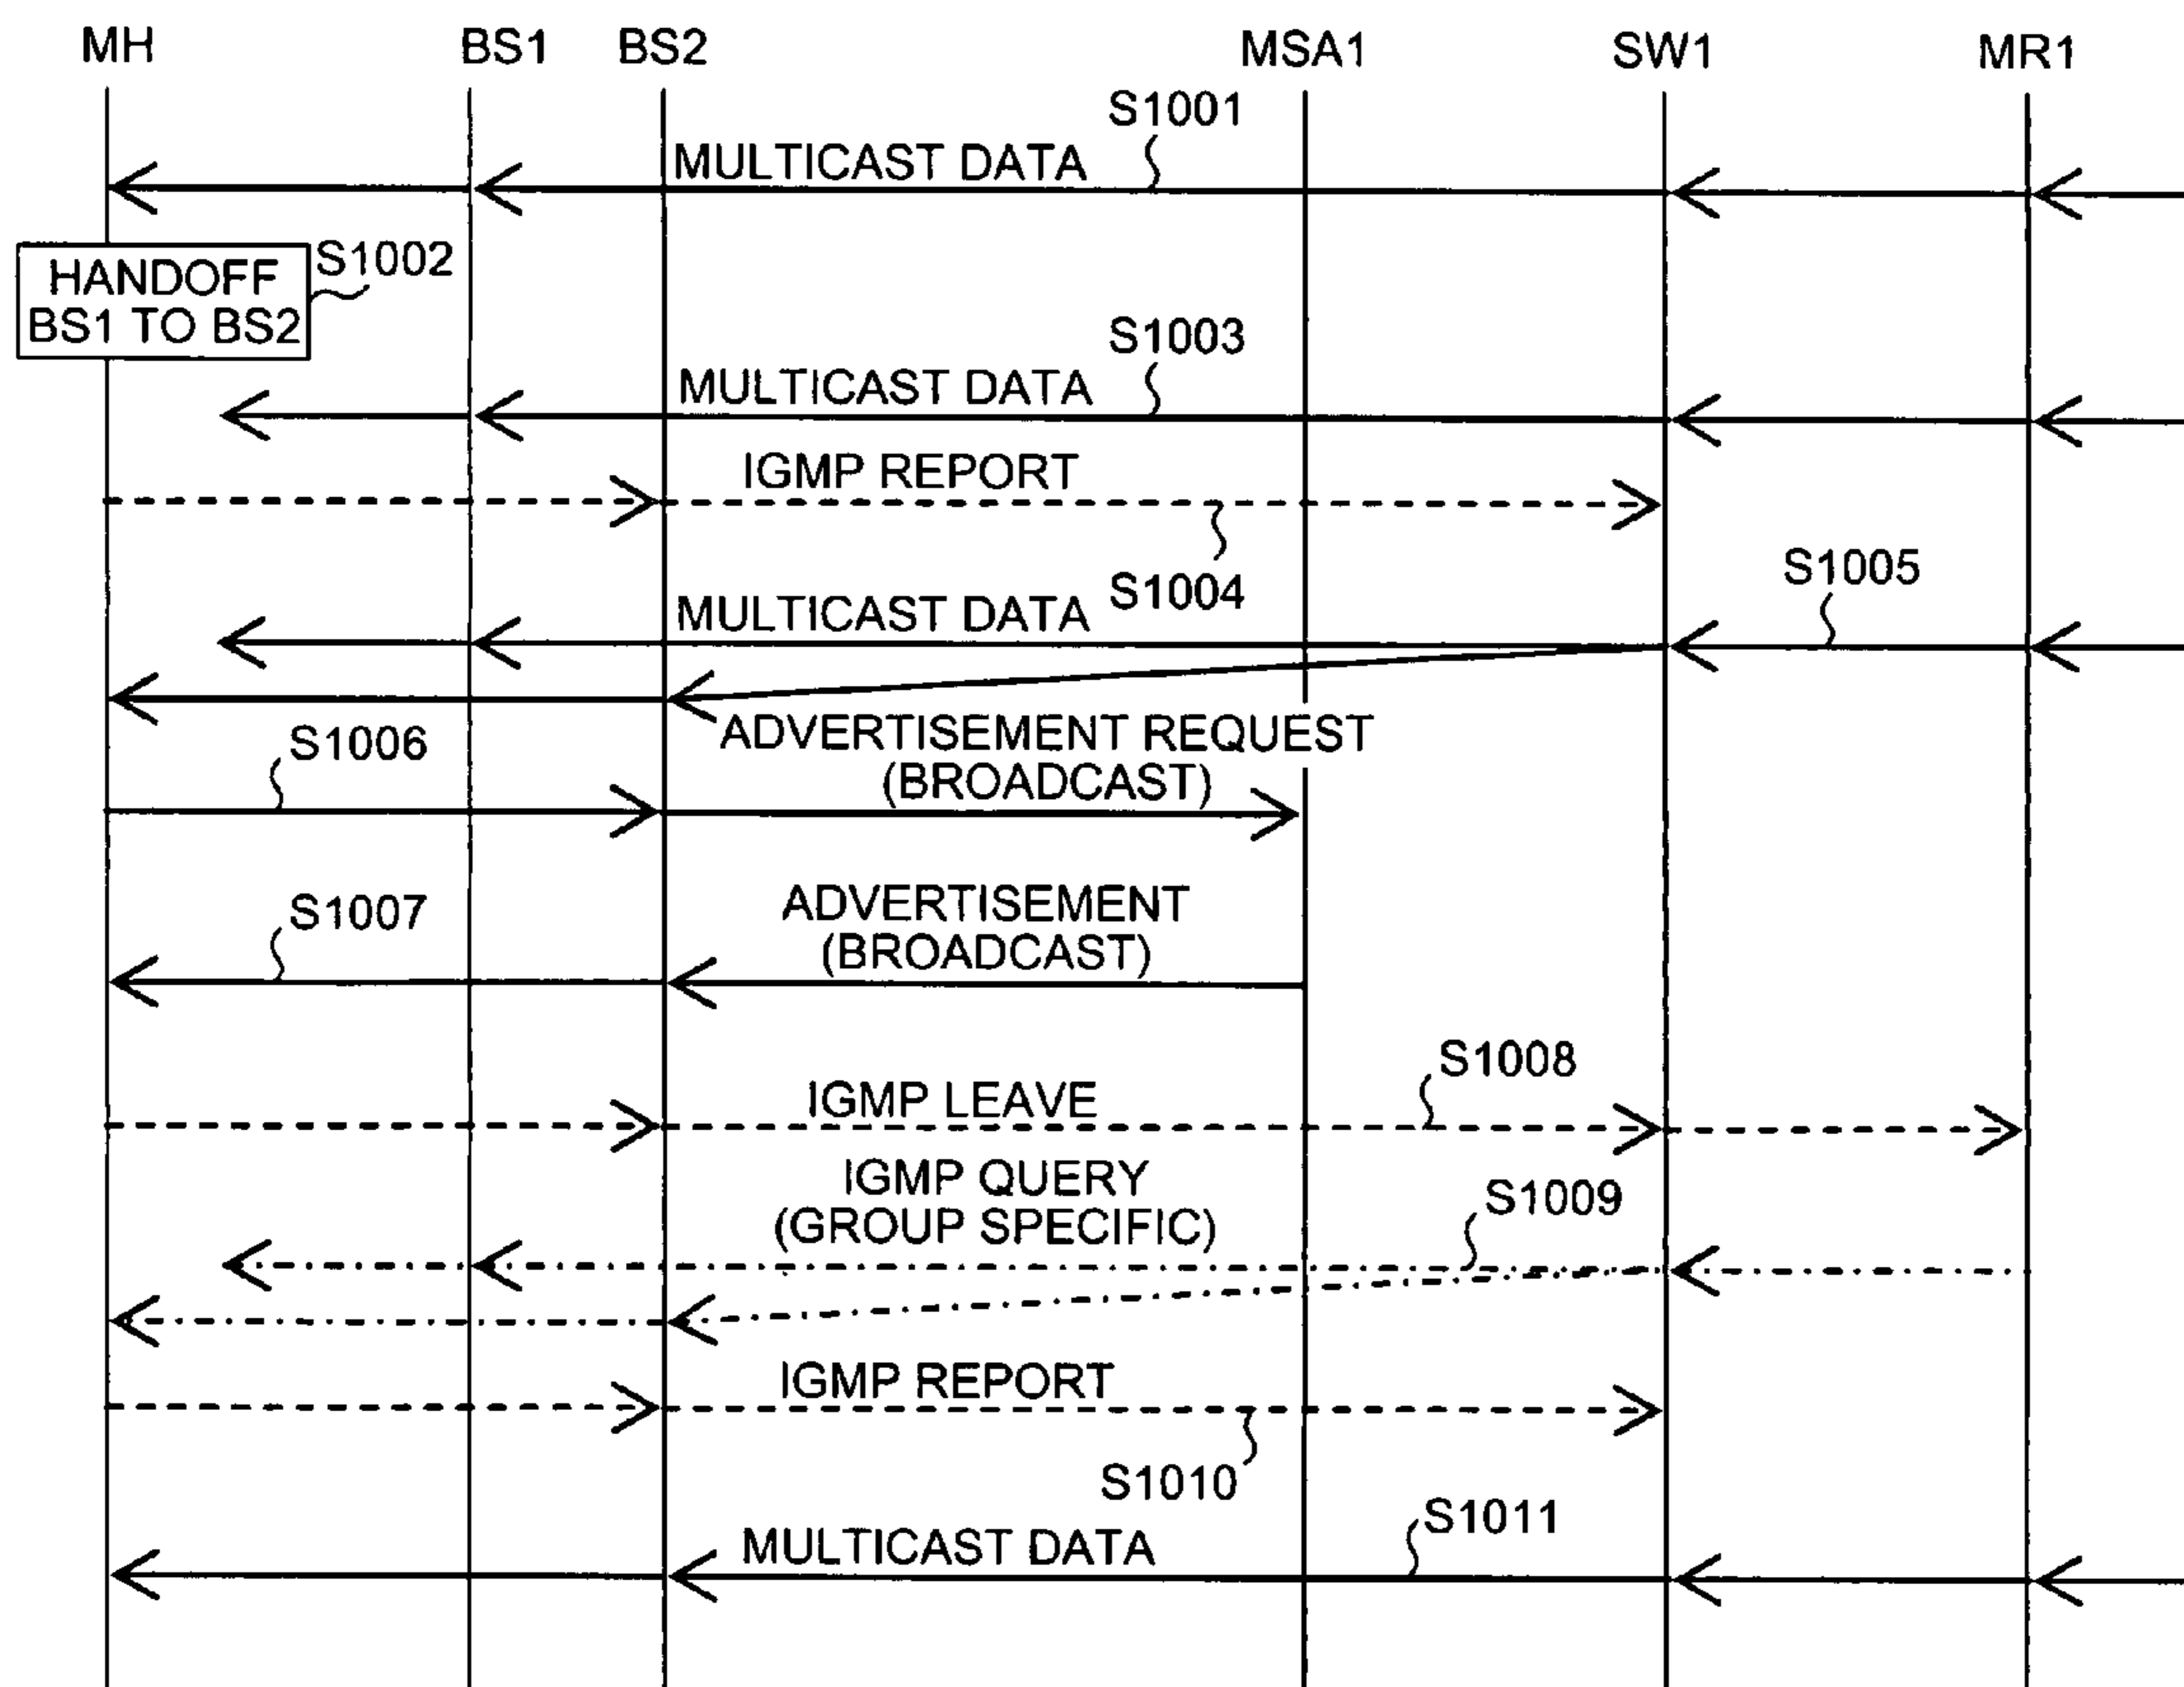 MH BS1 BS2 MSA1 SW1 MR1
S1001
MULTICAST DATA
S1002
HANDOFF
BS1 TO BS2
S1003
MULTICAST DATA
IGMP REPORT
S1004
S1005
MULTICAST DATA
ADVERTISEMENT REQUEST
(BROADCAST)
S1006
ADVERTISEMENT
(BROADCAST)
S1007
S1008
IGMP LEAVE
IGMP QUERY
(GROUP SPECIFIC)
S1009
IGMP REPORT
S1010
S1011
MULTICAST DATA